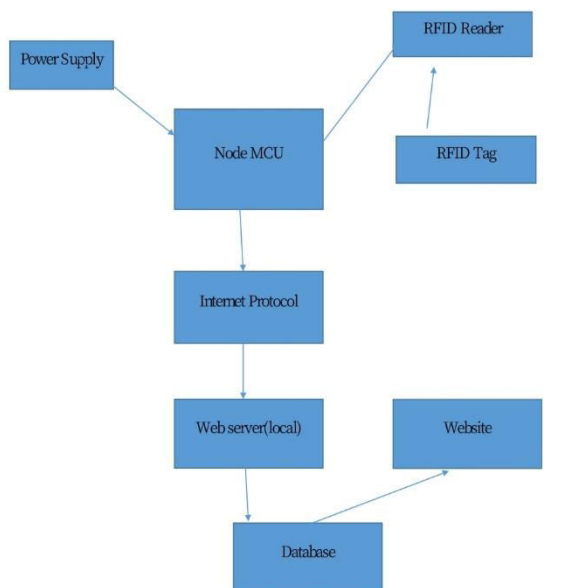 RFID Reader
Power Supply
Node MCU
RFID Tag
Internet Protocol
Web server(local)
Website
Database